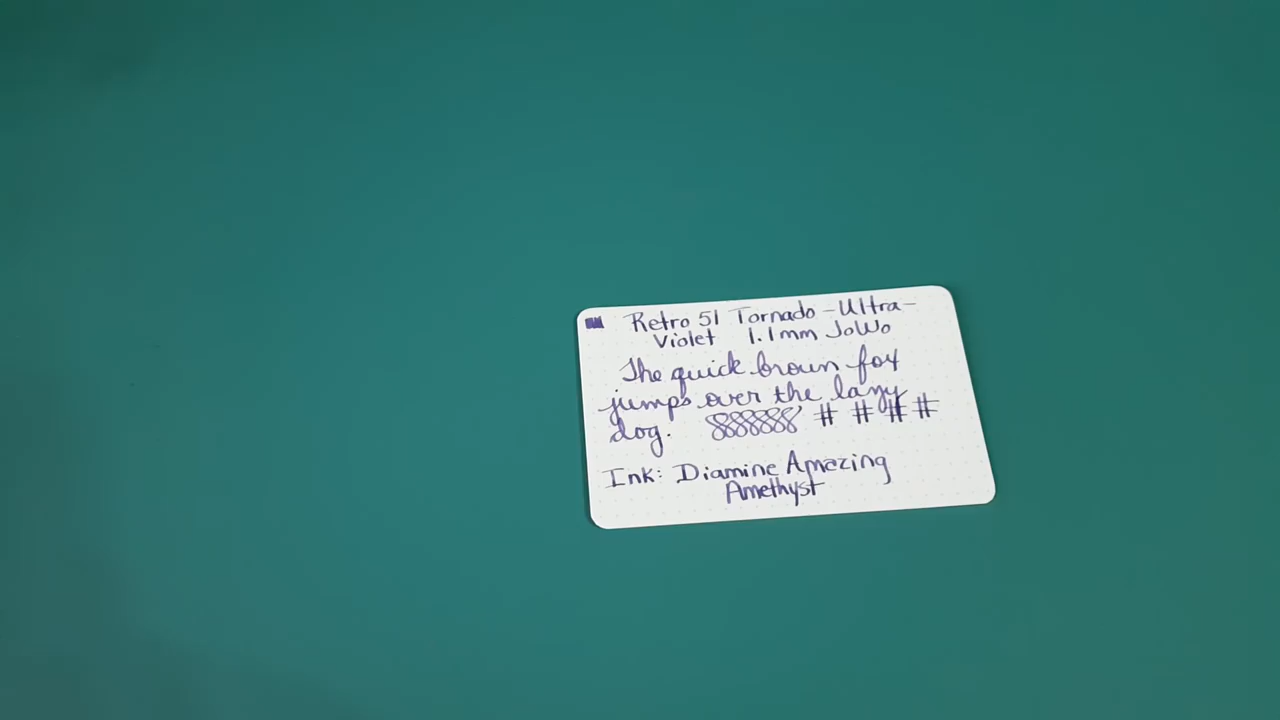 Retro 51 Tornado - Ultra-
Violet 1.1mm JoWo
The quick brown fox
jumps over the lazy
dog. 8888888 # # # #
Ink: Diamine Amazing
Amethyst